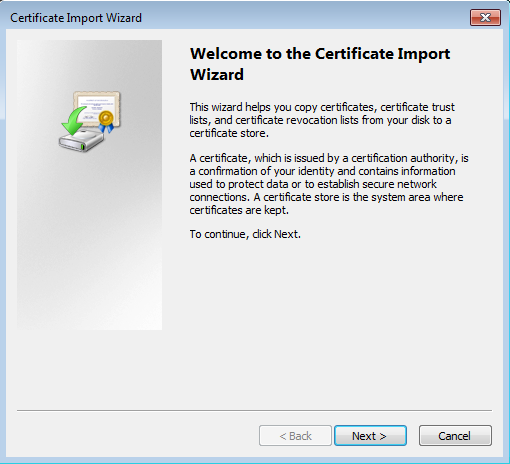 Certificate Import Wizard
Welcome to the Certificate Import
Wizard
This wizard helps you copy certificates, certificate trust
lists, and certificate revocation lists from your disk to a
certificate store.
A certificate, which is issued by a certification authority, is
a confirmation of your identity and contains information
used to protect data or to establish secure network
connections. A certificate store is the system area where
certificates are kept.
To continue, click Next.
< Back
Next >
Cancel